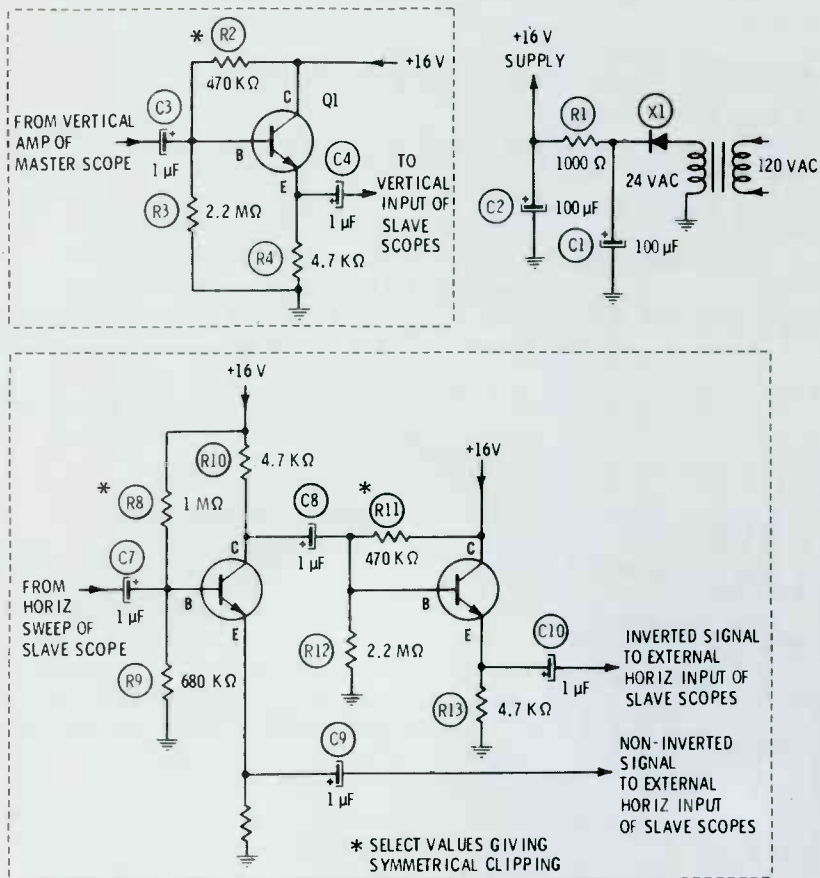 * R2
470 KΩ
+16 V
C
Q1
C3
FROM VERTICAL
AMP OF
MASTER SCOPE
+
1 µF
B
E
C4
+
1 µF
TO
VERTICAL
INPUT OF
SLAVE
SCOPES
R3
2.2 MΩ
R4
4.7 KΩ
+16 V
SUPPLY
R1
1000 Ω
X1
24 VAC
120 VAC
C2
+
100 µF
C1
+
100 µF
+16 V
R10
4.7 KΩ
* R8
1 MΩ
C7
+
1 µF
FROM
HORIZ
SWEEP OF
SLAVE SCOPE
B
C
E
R9
680 KΩ
C8
+
1 µF
* R11
470 KΩ
+16V
C
B
E
R12
2.2 MΩ
C10
+
1 µF
R13
4.7 KΩ
INVERTED SIGNAL
TO EXTERNAL
HORIZ INPUT OF
SLAVE SCOPES
C9
+
1 µF
NON-INVERTED
SIGNAL
TO EXTERNAL
HORIZ INPUT
OF SLAVE SCOPES
* SELECT VALUES GIVING
SYMMETRICAL CLIPPING